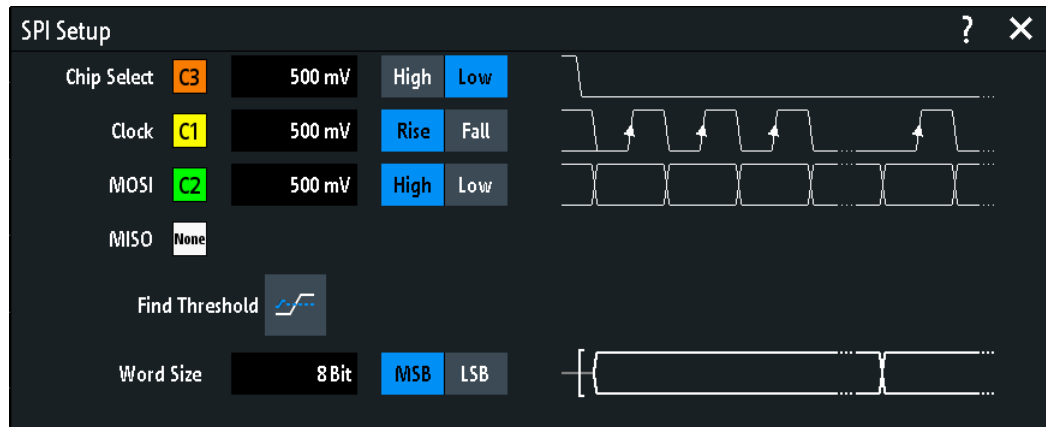 SPI Setup ? ×
Chip Select C3 500 mV High Low
Clock C1 500 mV Rise Fall
MOSI C2 500 mV High Low
MISO None
Find Threshold
Word Size 8 Bit MSB LSB